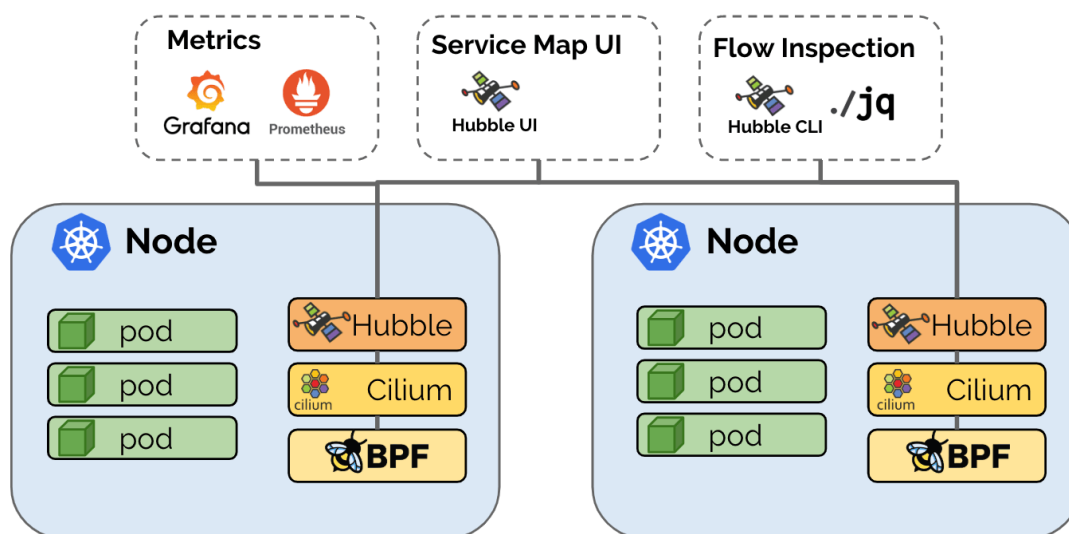 Metrics
Grafana
Prometheus
Service Map UI
Hubble UI
Flow Inspection
Hubble CLI
./jq
Node
pod
pod
pod
Hubble
cilium
Cilium
BPF
Node
pod
pod
pod
Hubble
cilium
Cilium
BPF